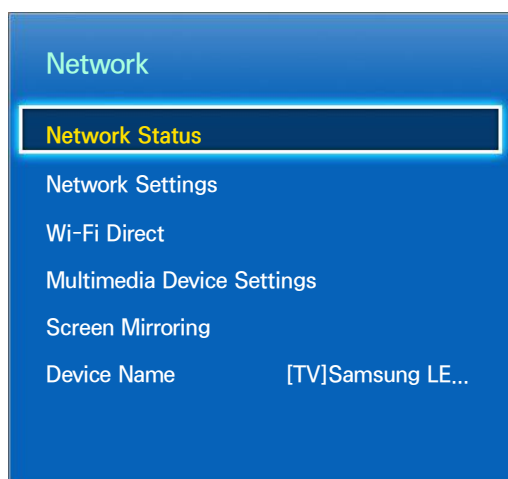 Network
Network Status
Network Settings
Wi-Fi Direct
Multimedia Device Settings
Screen Mirroring
Device Name [TV]Samsung LE...